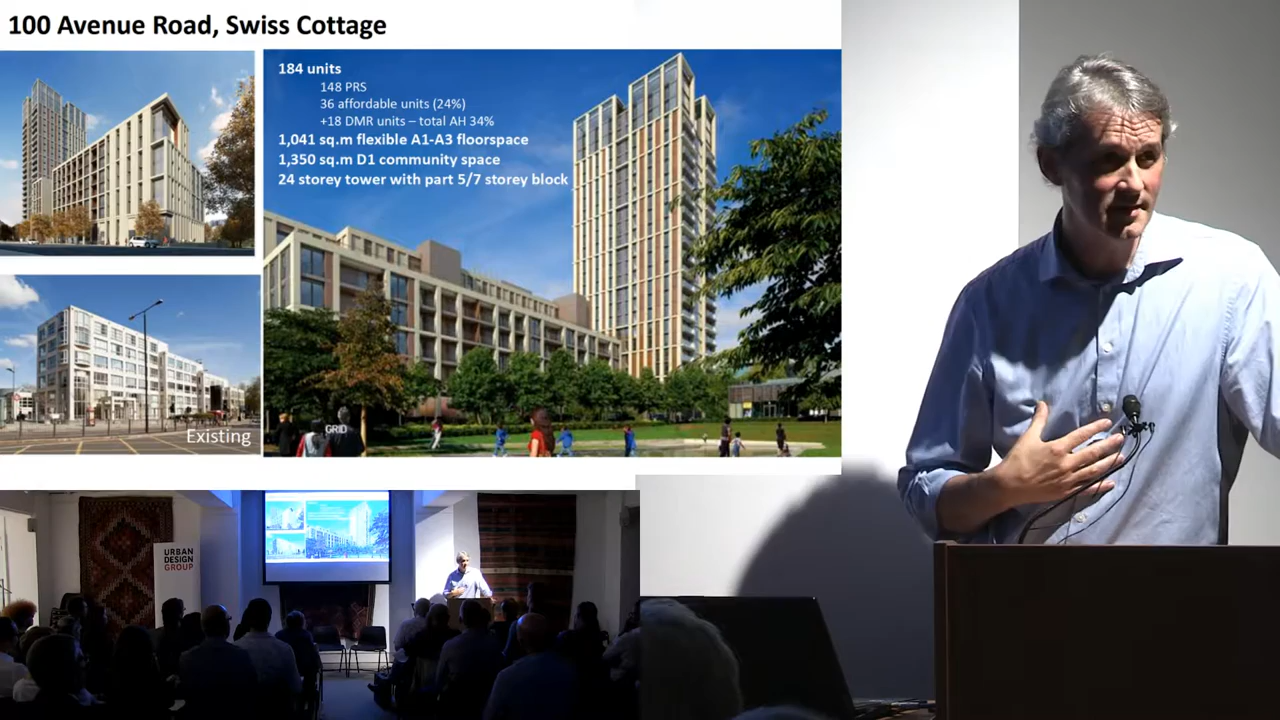 100 Avenue Road, Swiss Cottage
184 units
148 PRS
36 affordable units (24%)
+18 DMR units – total AH 34%
1,041 sq.m flexible A1-A3 floorspace
1,350 sq.m D1 community space
24 storey tower with part 5/7 storey block
GRID
Existing
URBAN
DESIGN
GROUP